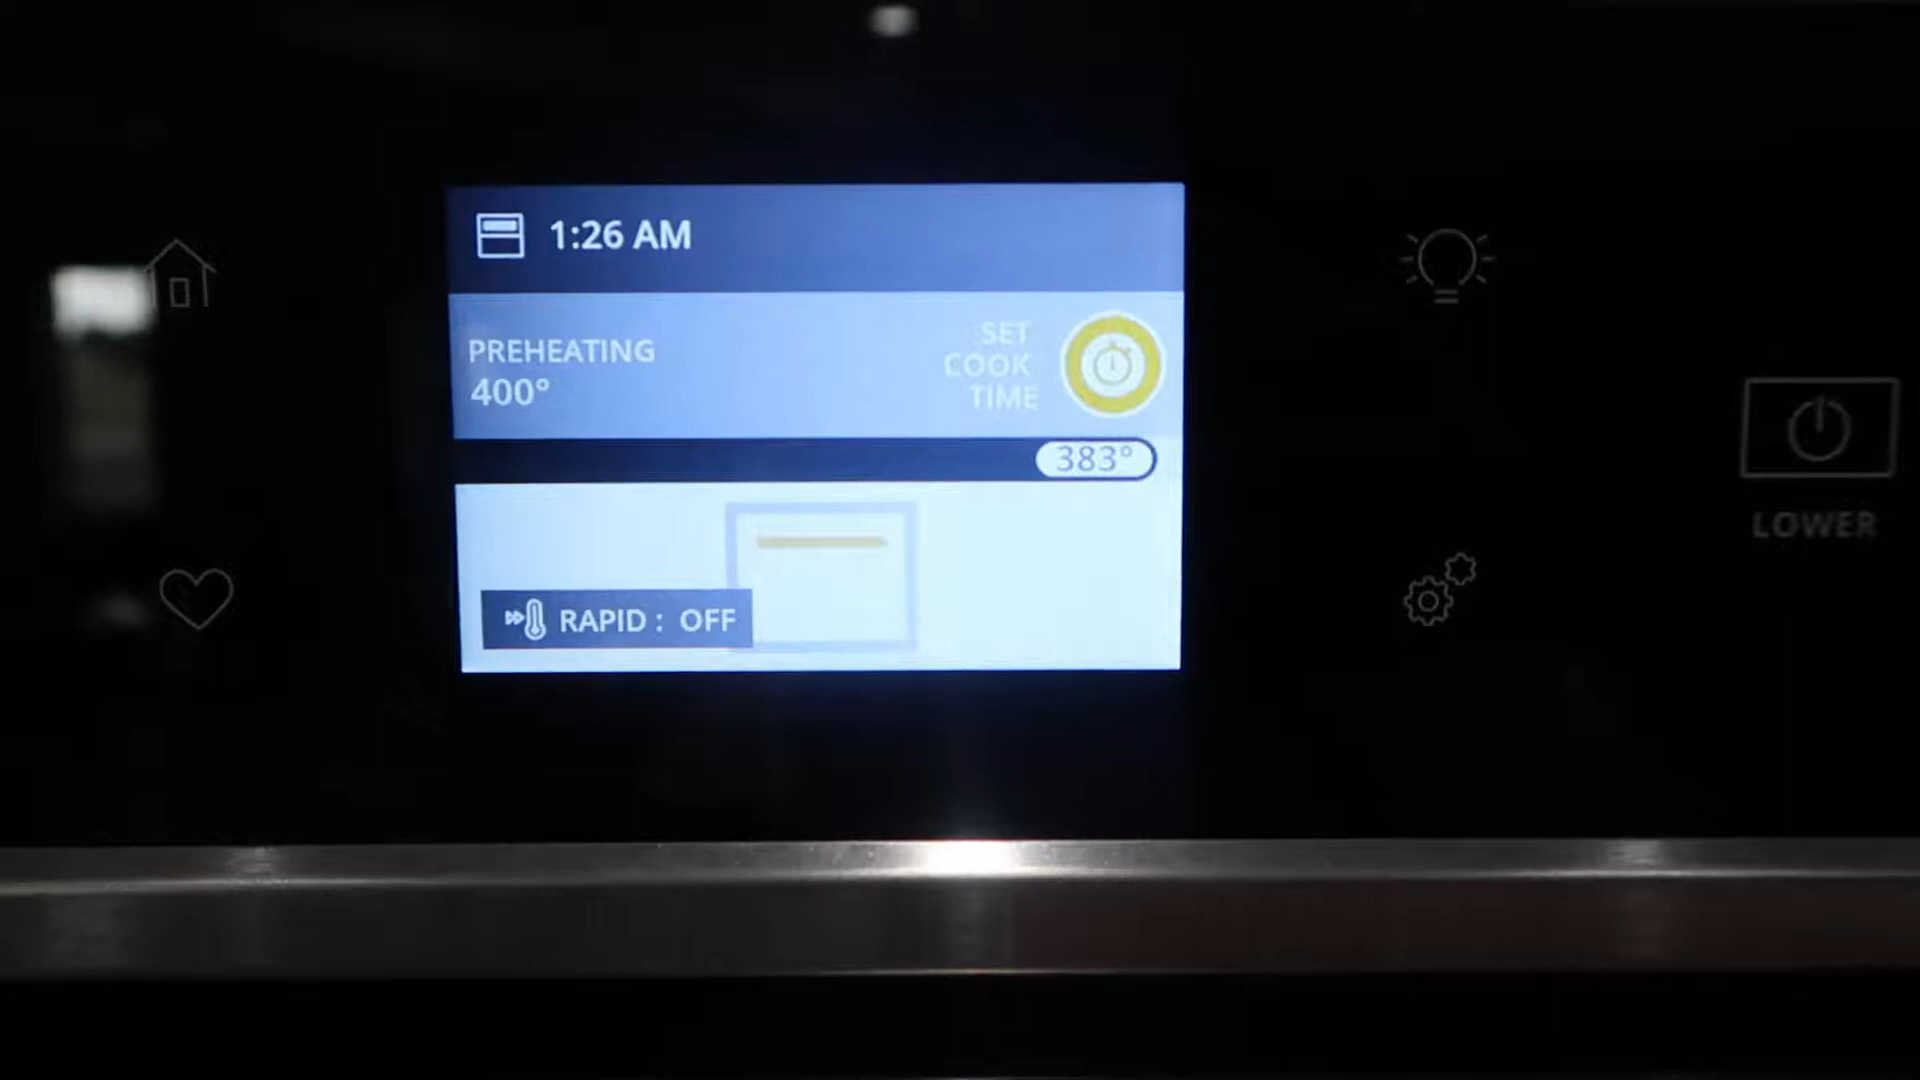 1:26 AM
PREHEATING
400°
SET
COOK
TIME
383°
RAPID : OFF
LOWER